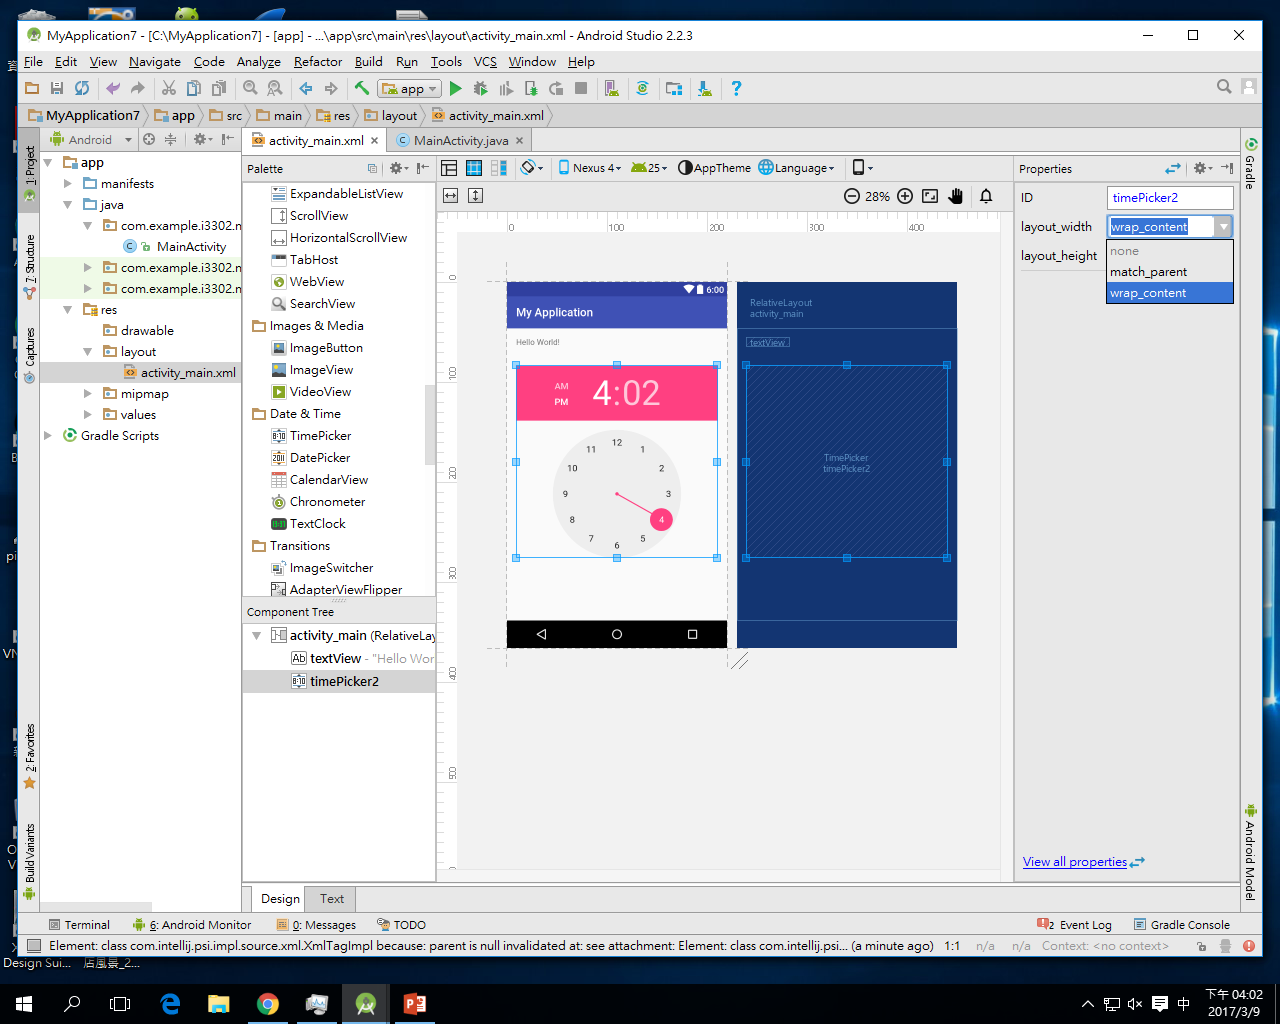 MyApplication7 - [C:\MyApplication7] - [app] - ...\app\src\main\res\layout\activity_main.xml - Android Studio 2.2.3
File Edit View Navigate Code Analyze Refactor Build Run Tools VCS Window Help
app
MyApplication7 app src main res layout activity_main.xml
Android
activity_main.xml
MainActivity.java
1: Project
7: Structure
Captures
2: Favorites
Build Variants
app
manifests
java
com.example.i3302.m
MainActivity
com.example.i3302.m
com.example.i3302.m
res
drawable
layout
activity_main.xml
mipmap
values
Gradle Scripts
Palette
ExpandableListView
ScrollView
HorizontalScrollView
TabHost
WebView
SearchView
Images & Media
ImageButton
ImageView
VideoView
Date & Time
TimePicker
DatePicker
CalendarView
Chronometer
TextClock
Transitions
ImageSwitcher
AdapterViewFlipper
Component Tree
activity_main (RelativeLay
textView - "Hello Wor
timePicker2
Nexus 4 25 AppTheme Language
28%
0 100 200 300 400
0
100
200
300
400
500
6:00
My Application
Hello World!
AM
PM
4:02
12
1
2
3
4
5
6
7
8
9
10
11
RelativeLayout
activity_main
textView
TimePicker
timePicker2
Properties
ID timePicker2
layout_width wrap_content
layout_height
none
match_parent
wrap_content
View all properties
Gradle
Android Model
Design Text
Terminal 6: Android Monitor 0: Messages TODO
2 Event Log Gradle Console
Element: class com.intellij.psi.impl.source.xml.XmlTagImpl because: parent is null invalidated at: see attachment: Element: class com.intellij.psi... (a minute ago) 1:1 n/a n/a Context: <no context>
Design Sui...
中
下午 04:02
2017/3/9